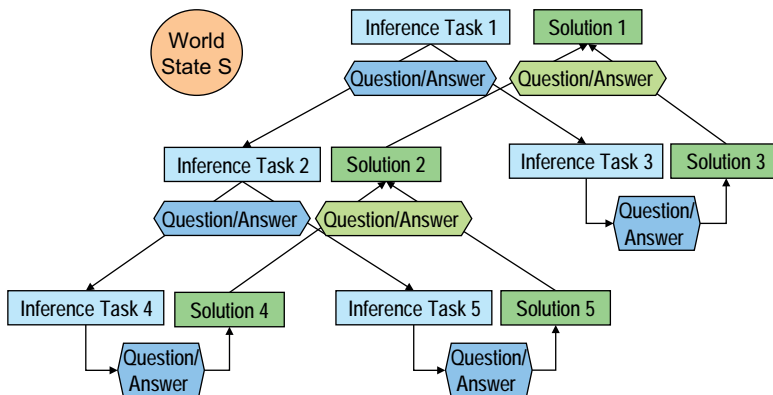 World
State S
Inference Task 1
Solution 1
Question/Answer
Question/Answer
Inference Task 2
Solution 2
Inference Task 3
Solution 3
Question/Answer
Question/Answer
Question/
Answer
Inference Task 4
Solution 4
Inference Task 5
Solution 5
Question/
Answer
Question/
Answer